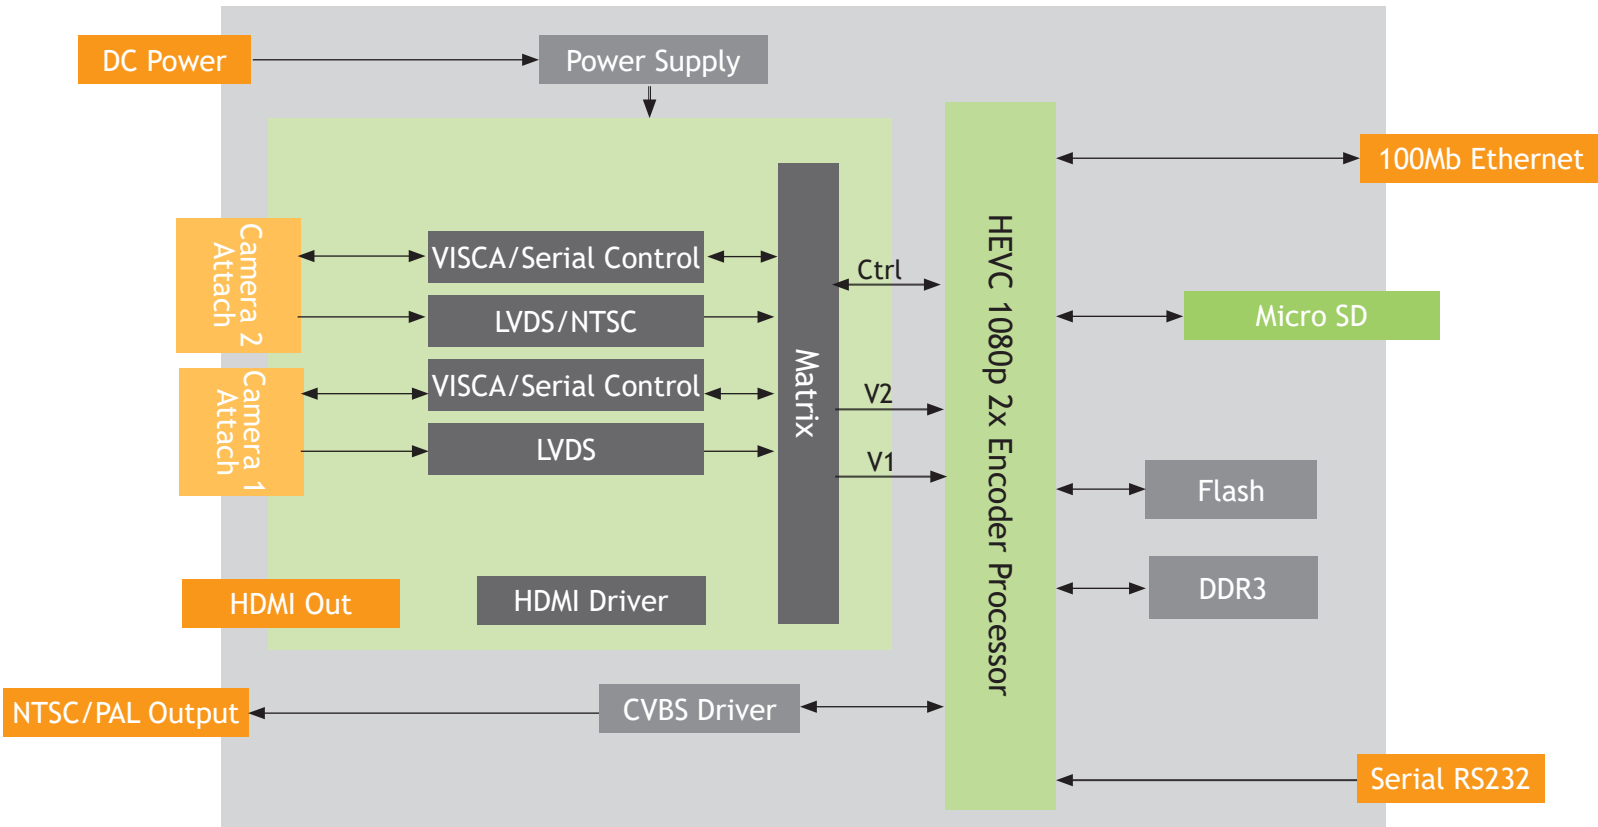 DC Power
Power Supply
100Mb Ethernet
Camera 2
Attach
VISCA/Serial Control
LVDS/NTSC
Camera 1
Attach
VISCA/Serial Control
LVDS
Matrix
Ctrl
V2
V1
HEVC 1080p 2x Encoder Processor
Micro SD
Flash
DDR3
HDMI Out
HDMI Driver
NTSC/PAL Output
CVBS Driver
Serial RS232